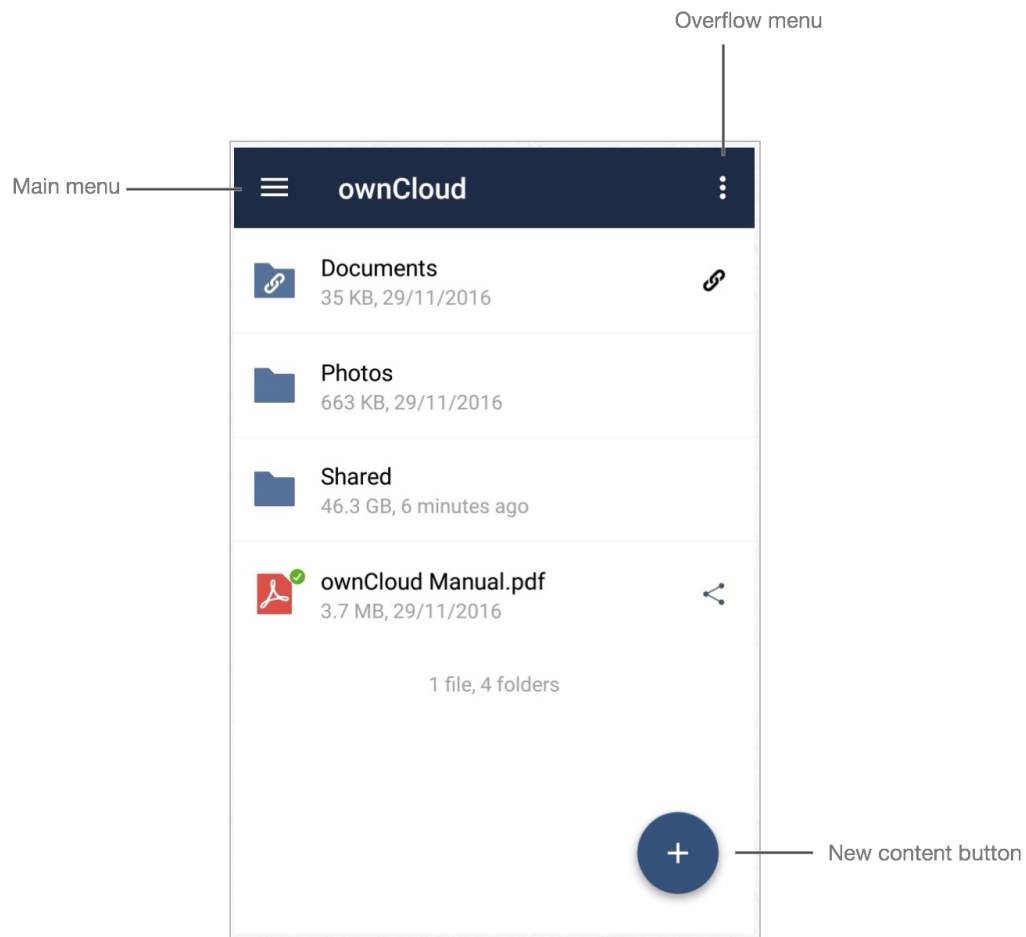 Overflow menu
Main menu
ownCloud
Documents
35 KB, 29/11/2016
Photos
663 KB, 29/11/2016
Shared
46.3 GB, 6 minutes ago
ownCloud Manual.pdf
3.7 MB, 29/11/2016
1 file, 4 folders
New content button